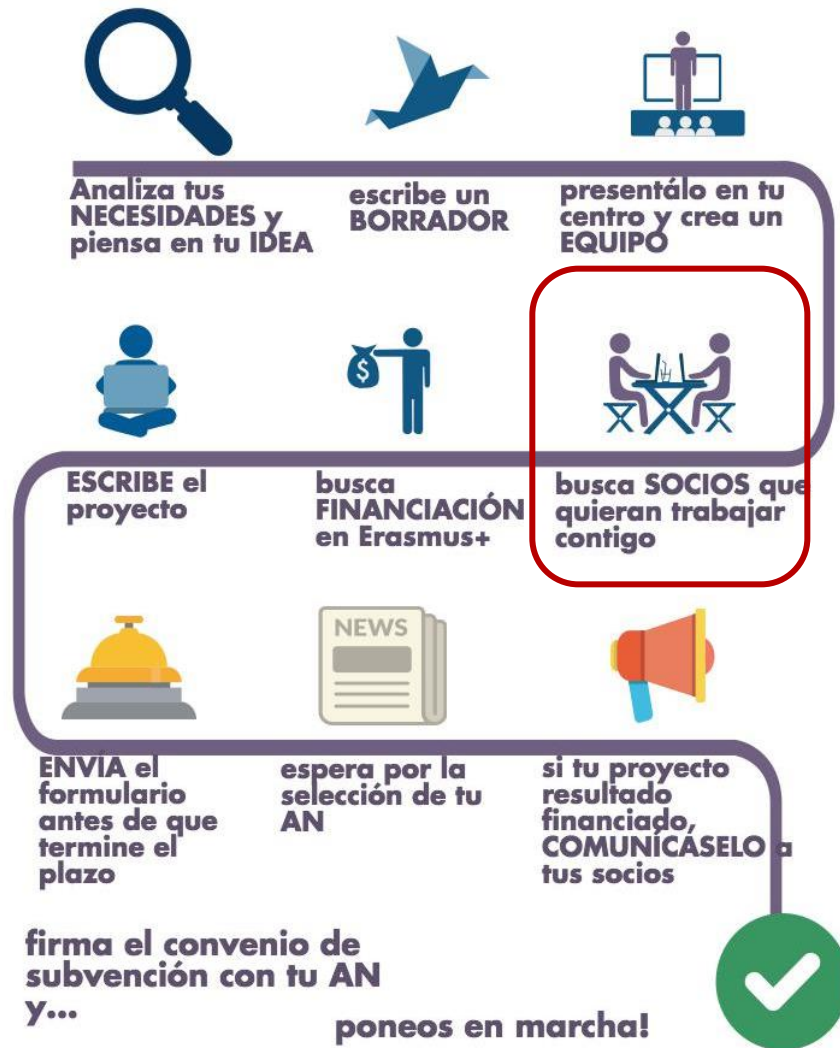 Analiza tus
NECESIDADES y
piensa en tu IDEA
escribe un
BORRADOR
presentálo en tu
centro y crea un
EQUIPO
$
busca SOCIOS que
quieran trabajar
contigo
busca
FINANCIACIÓN
en Erasmus+
ESCRIBE el
proyecto
ENVÍA el
formulario
antes de que
termine el
plazo
NEWS
espera por la
selección de tu
AN
si tu proyecto
resultado
financiado,
COMUNÍCASELO a
tus socios
firma el convenio de
subvención con tu AN
y...
poneos en marcha!